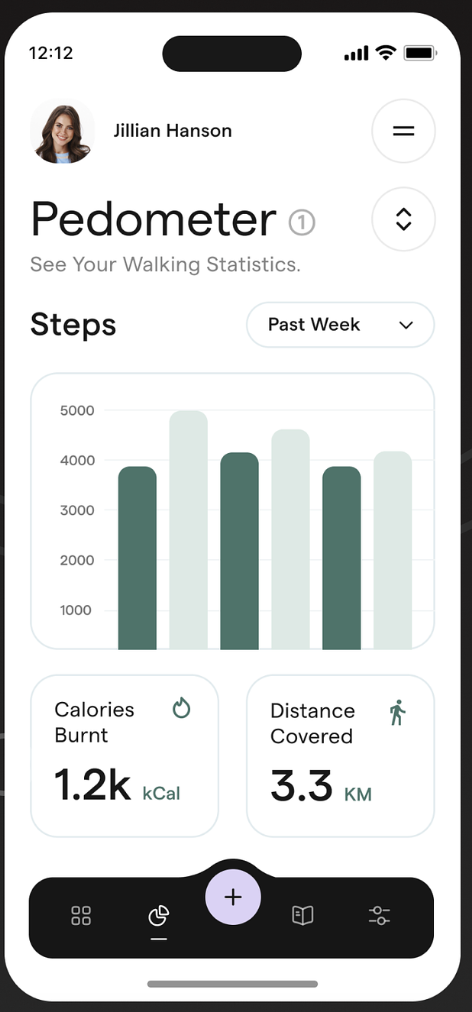 12:12
Jillian Hanson
Pedometer 1
See Your Walking Statistics.
Steps
Past Week
5000
4000
3000
2000
1000
Calories
Burnt
1.2k kCal
Distance
Covered
3.3 KM